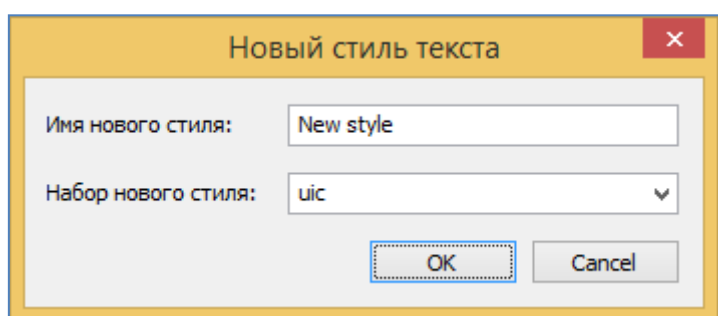 Новый стиль текста
Имя нового стиля: New style
Набор нового стиля: uic
OK Cancel